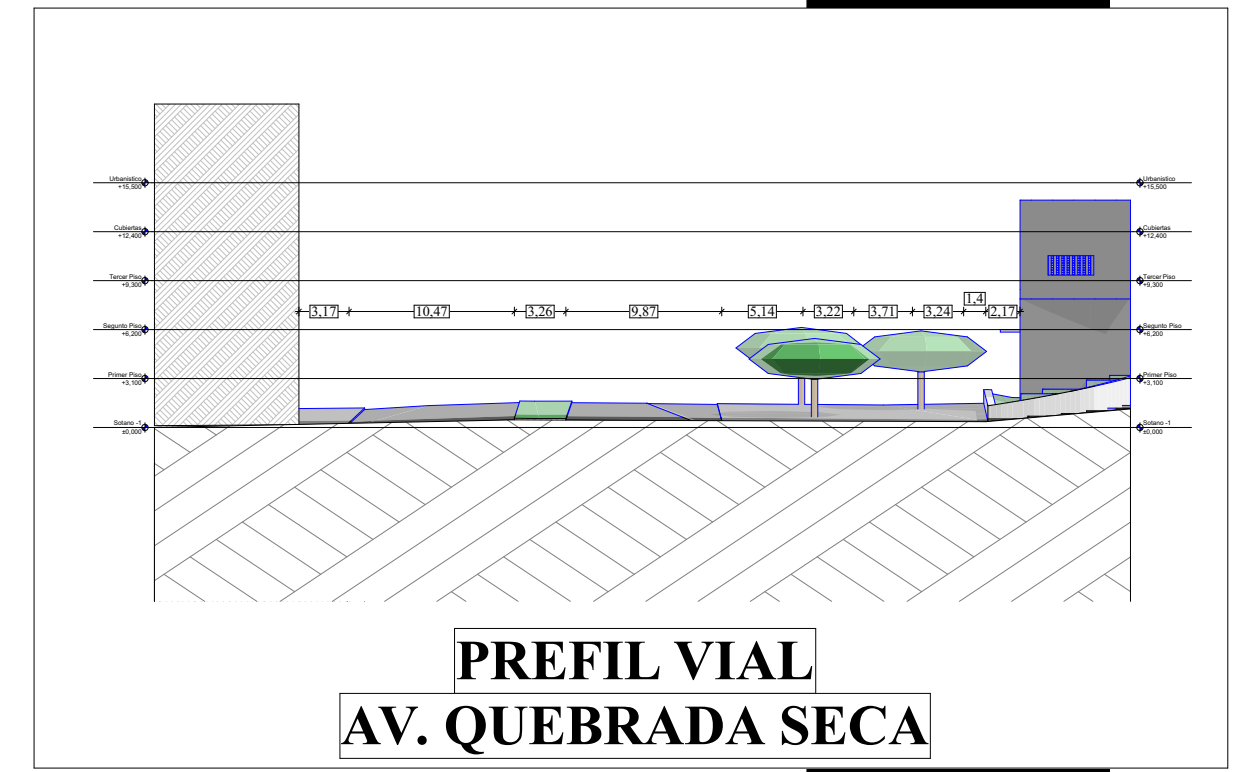 Urbanistico
+15,500
Urbanistico
+15,500
Cubiertas
+12,400
Cubiertas
+12,400
Tercer Piso
+9,300
Tercer Piso
+9,300
1,4
3,17 10,47 3,26 9,87 5,14 3,22 3,71 3,24 2,17
Segunto Piso
+6,200
Segunto Piso
+6,200
Primer Piso
+3,100
Primer Piso
+3,100
Sotano -1
±0,000
Sotano -1
±0,000
PREFIL VIAL
AV. QUEBRADA SECA